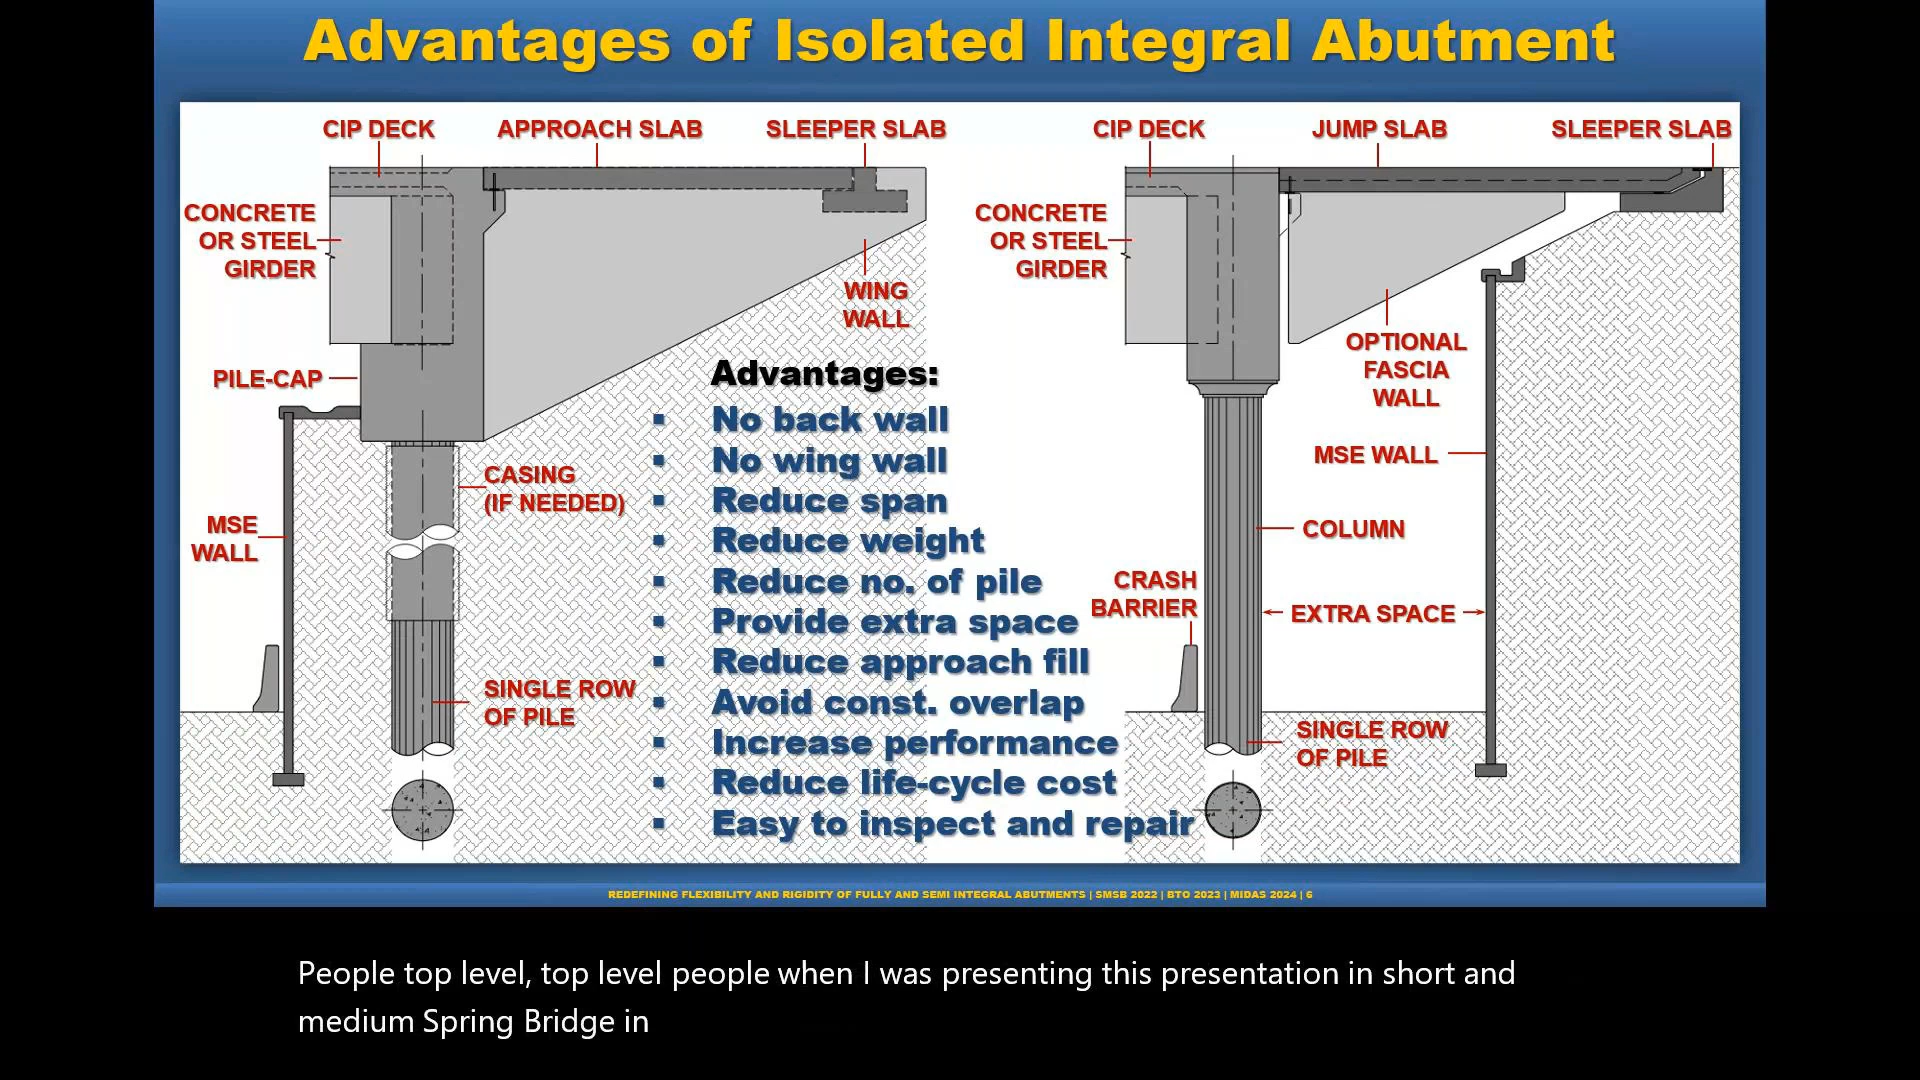 Advantages of Isolated Integral Abutment
CIP DECK
APPROACH SLAB
SLEEPER SLAB
CONCRETE
OR STEEL
GIRDER
WING
WALL
PILE-CAP
CASING
(IF NEEDED)
MSE
WALL
SINGLE ROW
OF PILE
Advantages:
▪ No back wall
▪ No wing wall
▪ Reduce span
▪ Reduce weight
▪ Reduce no. of pile
▪ Provide extra space
▪ Reduce approach fill
▪ Avoid const. overlap
▪ Increase performance
▪ Reduce life-cycle cost
▪ Easy to inspect and repair
CIP DECK
JUMP SLAB
SLEEPER SLAB
CONCRETE
OR STEEL
GIRDER
OPTIONAL
FASCIA
WALL
MSE WALL
COLUMN
CRASH
BARRIER
EXTRA SPACE
SINGLE ROW
OF PILE
REDEFINING FLEXIBILITY AND RIGIDITY OF FULLY AND SEMI INTEGRAL ABUTMENTS | SMSB 2022 | BTO 2023 | MIDAS 2024 | 6
People top level, top level people when I was presenting this presentation in short and
medium Spring Bridge in